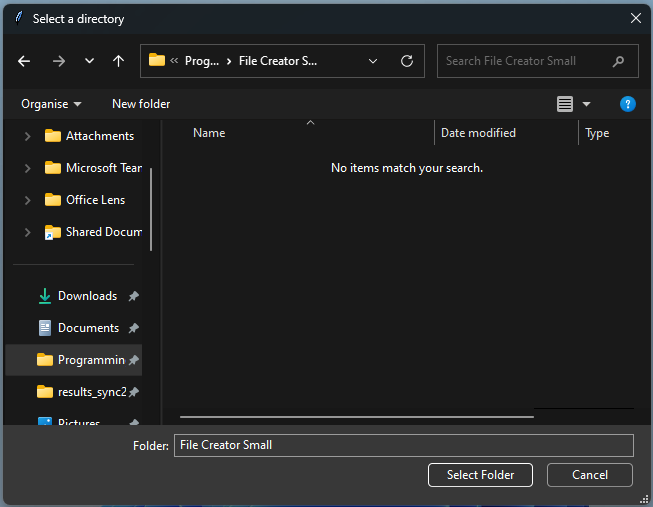 Select a directory
Prog... File Creator S...
Search File Creator Small
Organise New folder
?
Name Date modified Type
No items match your search.
Attachments
Microsoft Team
Office Lens
Shared Docum
Downloads
Documents
Programmin
results_sync2
Pictures
Folder: File Creator Small
Select Folder Cancel